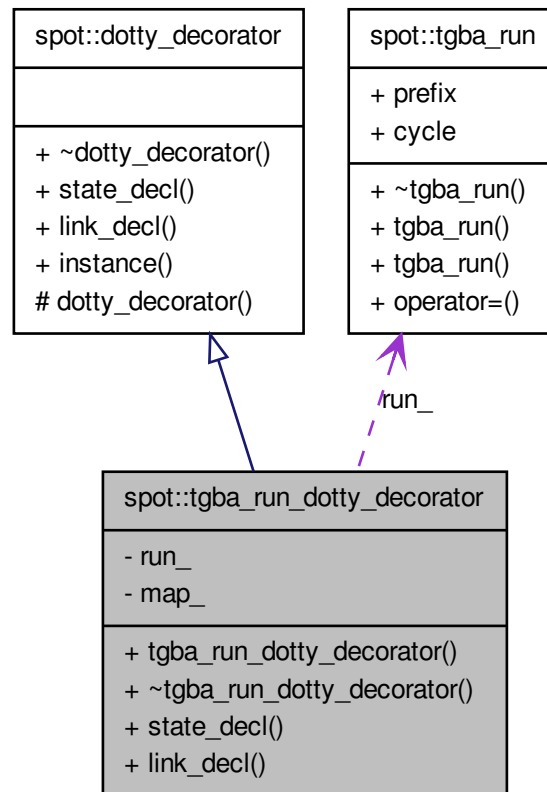 spot::dotty_decorator
+ ~dotty_decorator()
+ state_decl()
+ link_decl()
+ instance()
# dotty_decorator()
spot::tgba_run
+ prefix
+ cycle
+ ~tgba_run()
+ tgba_run()
+ tgba_run()
+ operator=()
run_
spot::tgba_run_dotty_decorator
- run_
- map_
+ tgba_run_dotty_decorator()
+ ~tgba_run_dotty_decorator()
+ state_decl()
+ link_decl()